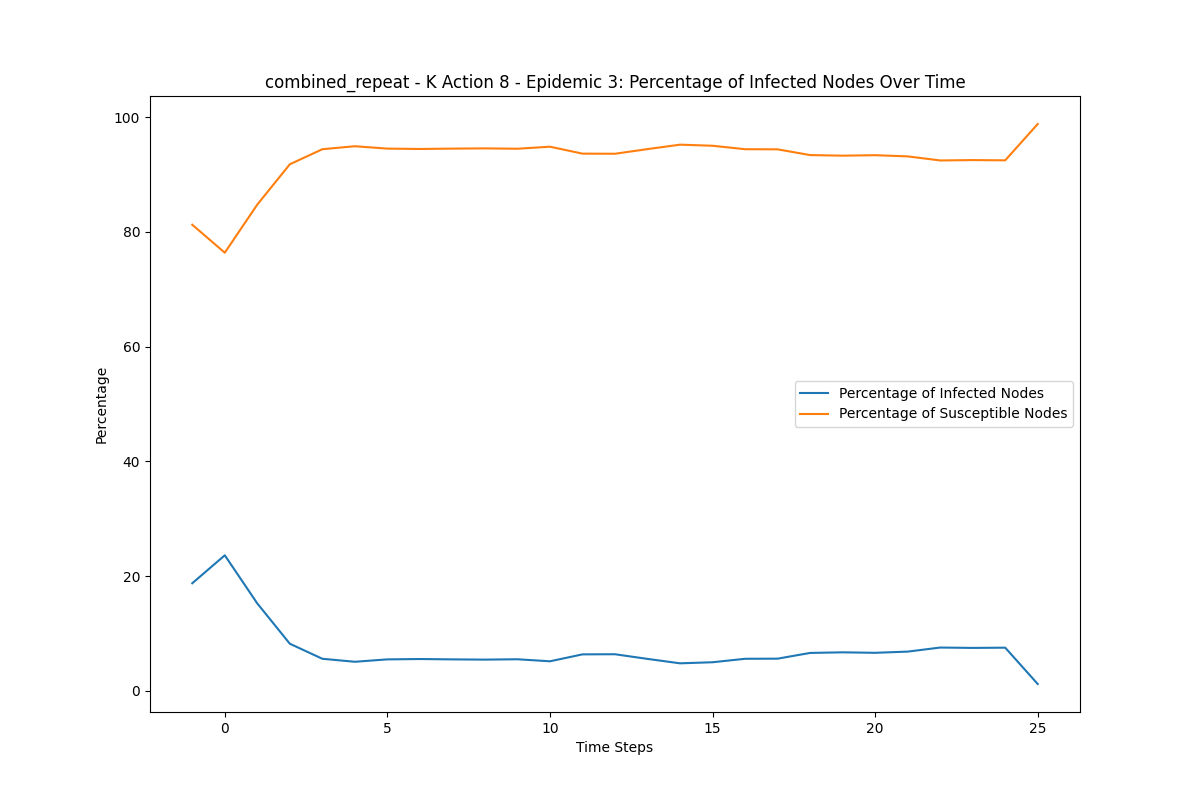 combined_repeat - K Action 8 - Epidemic 3: Percentage of Infected Nodes Over Time
100
80
60
40
20
0
Percentage
Percentage of Infected Nodes
Percentage of Susceptible Nodes
0 5 10 15 20 25
Time Steps